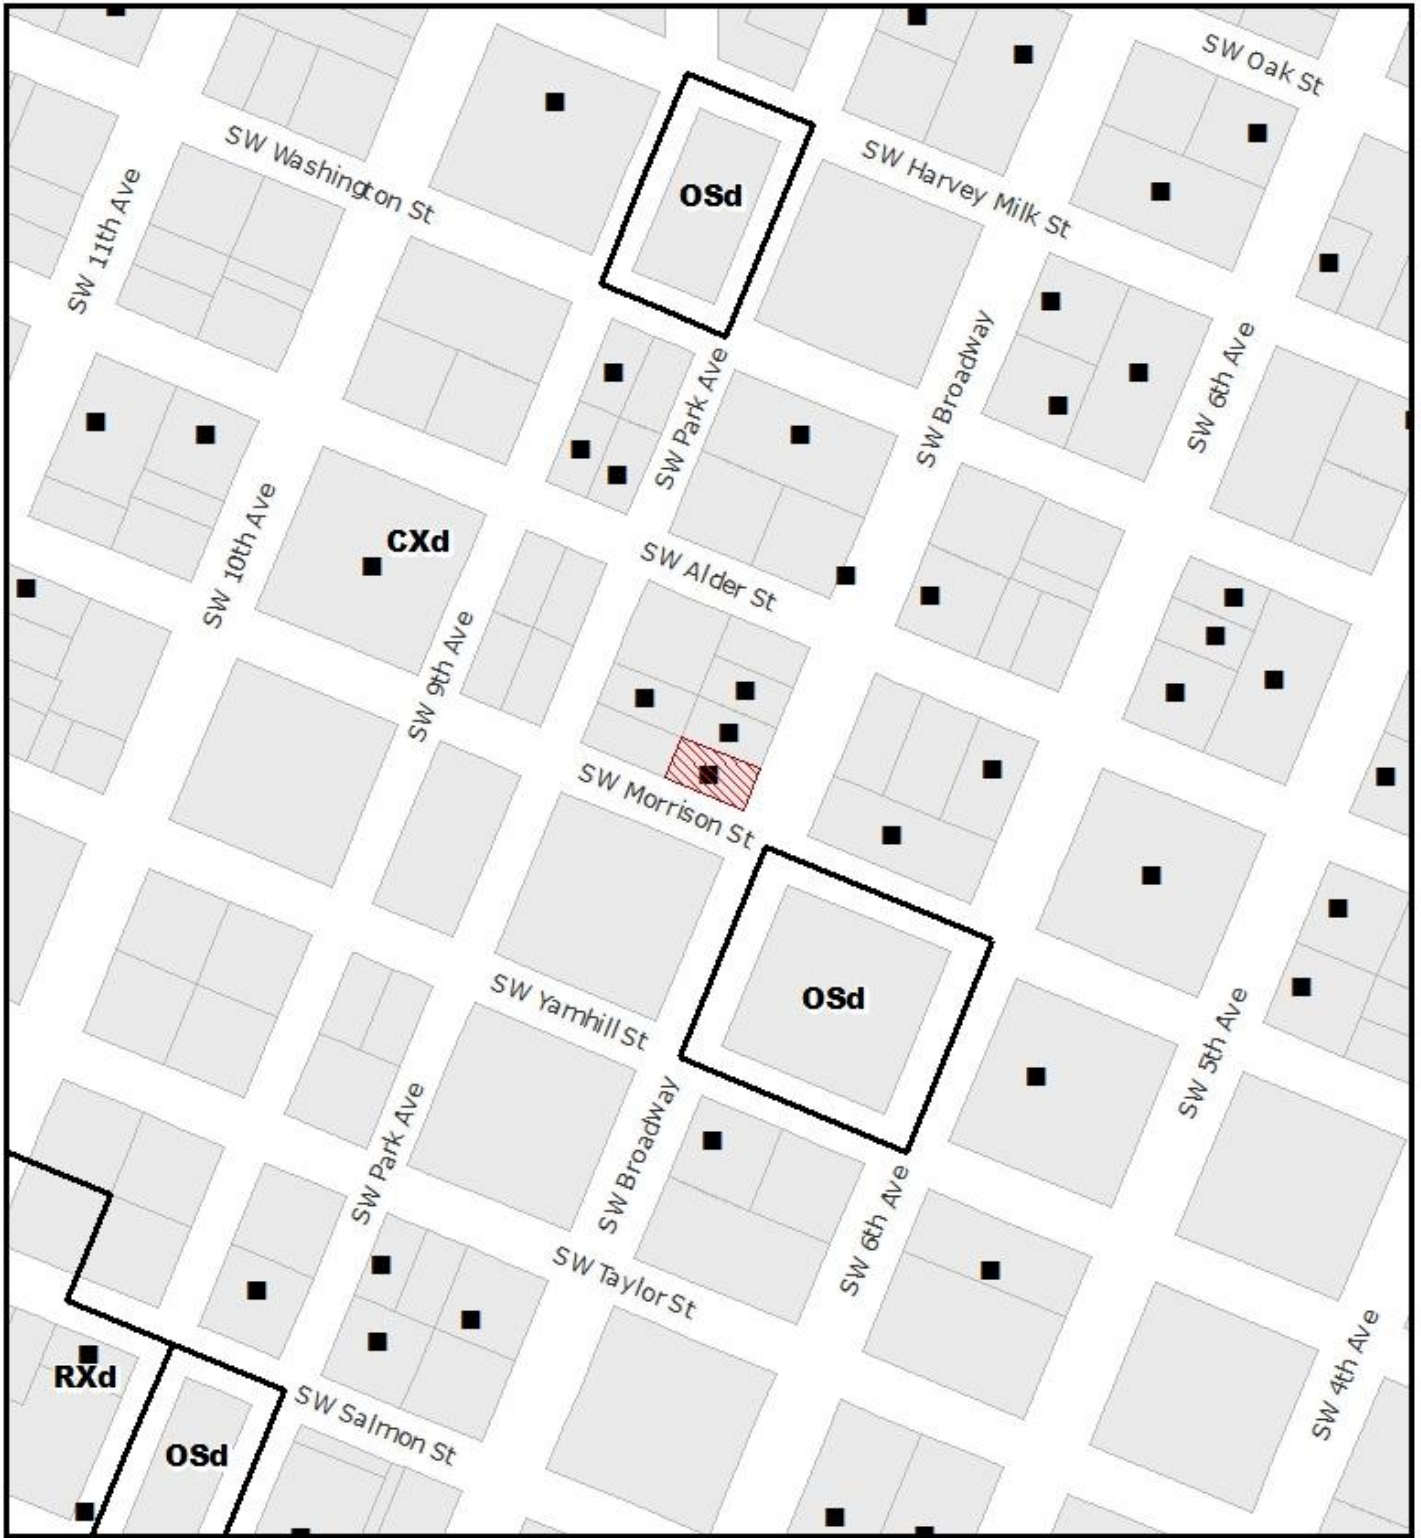 SW Oak St
SW Washington St
SW Harvey Milk St
OSd
SW 11th Ave
SW Broadway
SW 6th Ave
SW Park Ave
CXd
SW 10th Ave
SW Alder St
SW 9th Ave
SW Morrison St
OSd
SW Yamhill St
SW 5th Ave
SW Park Ave
SW Broadway
SW 6th Ave
SW Taylor St
SW 4th Ave
RXd
SW Salmon St
OSd